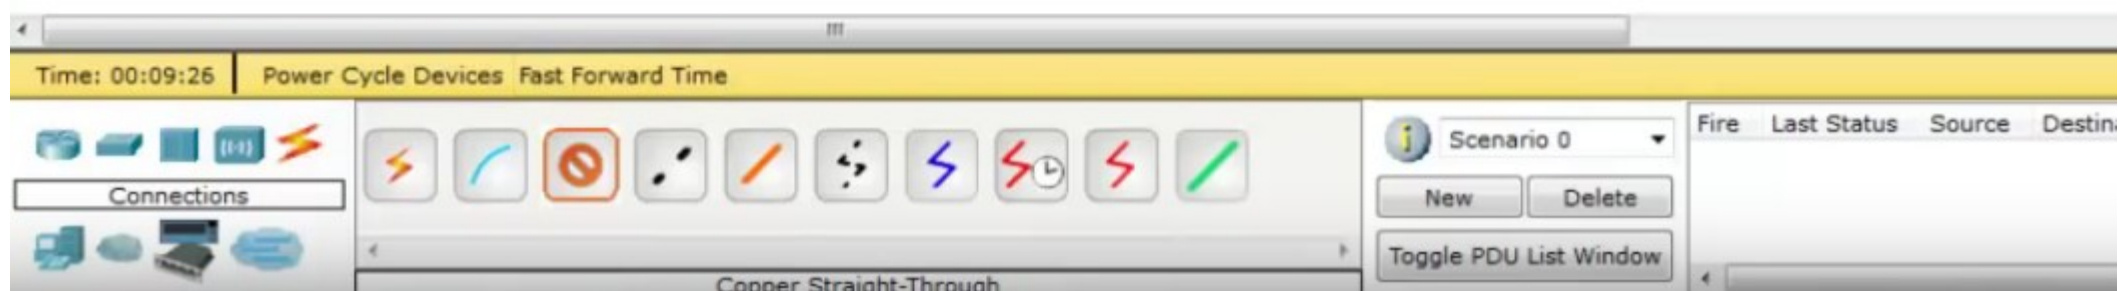 Time: 00:09:26 Power Cycle Devices Fast Forward Time
Connections
Copper Straight-Through
Scenario 0
New Delete
Toggle PDU List Window
Fire Last Status Source Destina